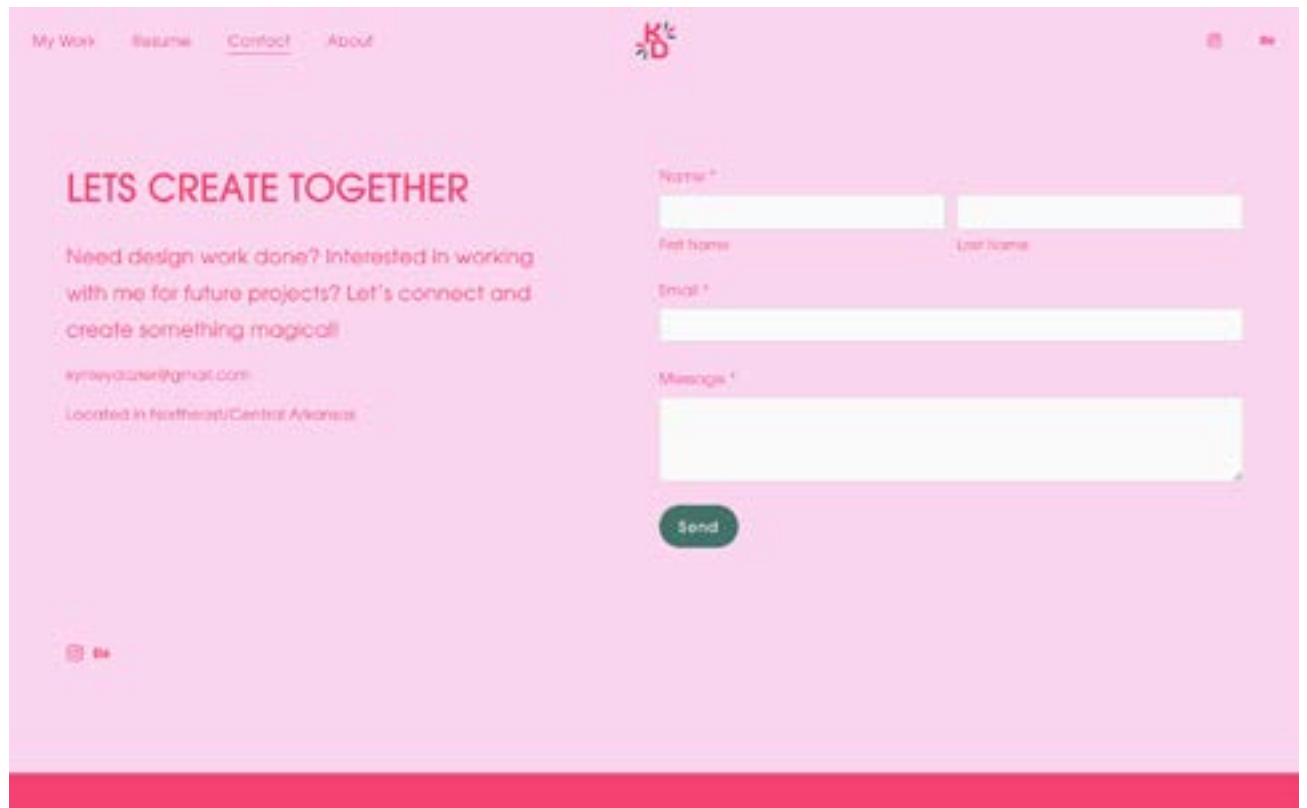 My Work Resume Contact About
KD
LETS CREATE TOGETHER
Need design work done? Interested in working
with me for future projects? Let's connect and
create something magical!
Located in Northeast/Central Arkansas
Name *
First Name Last Name
Email *
Message *
Send
Bē